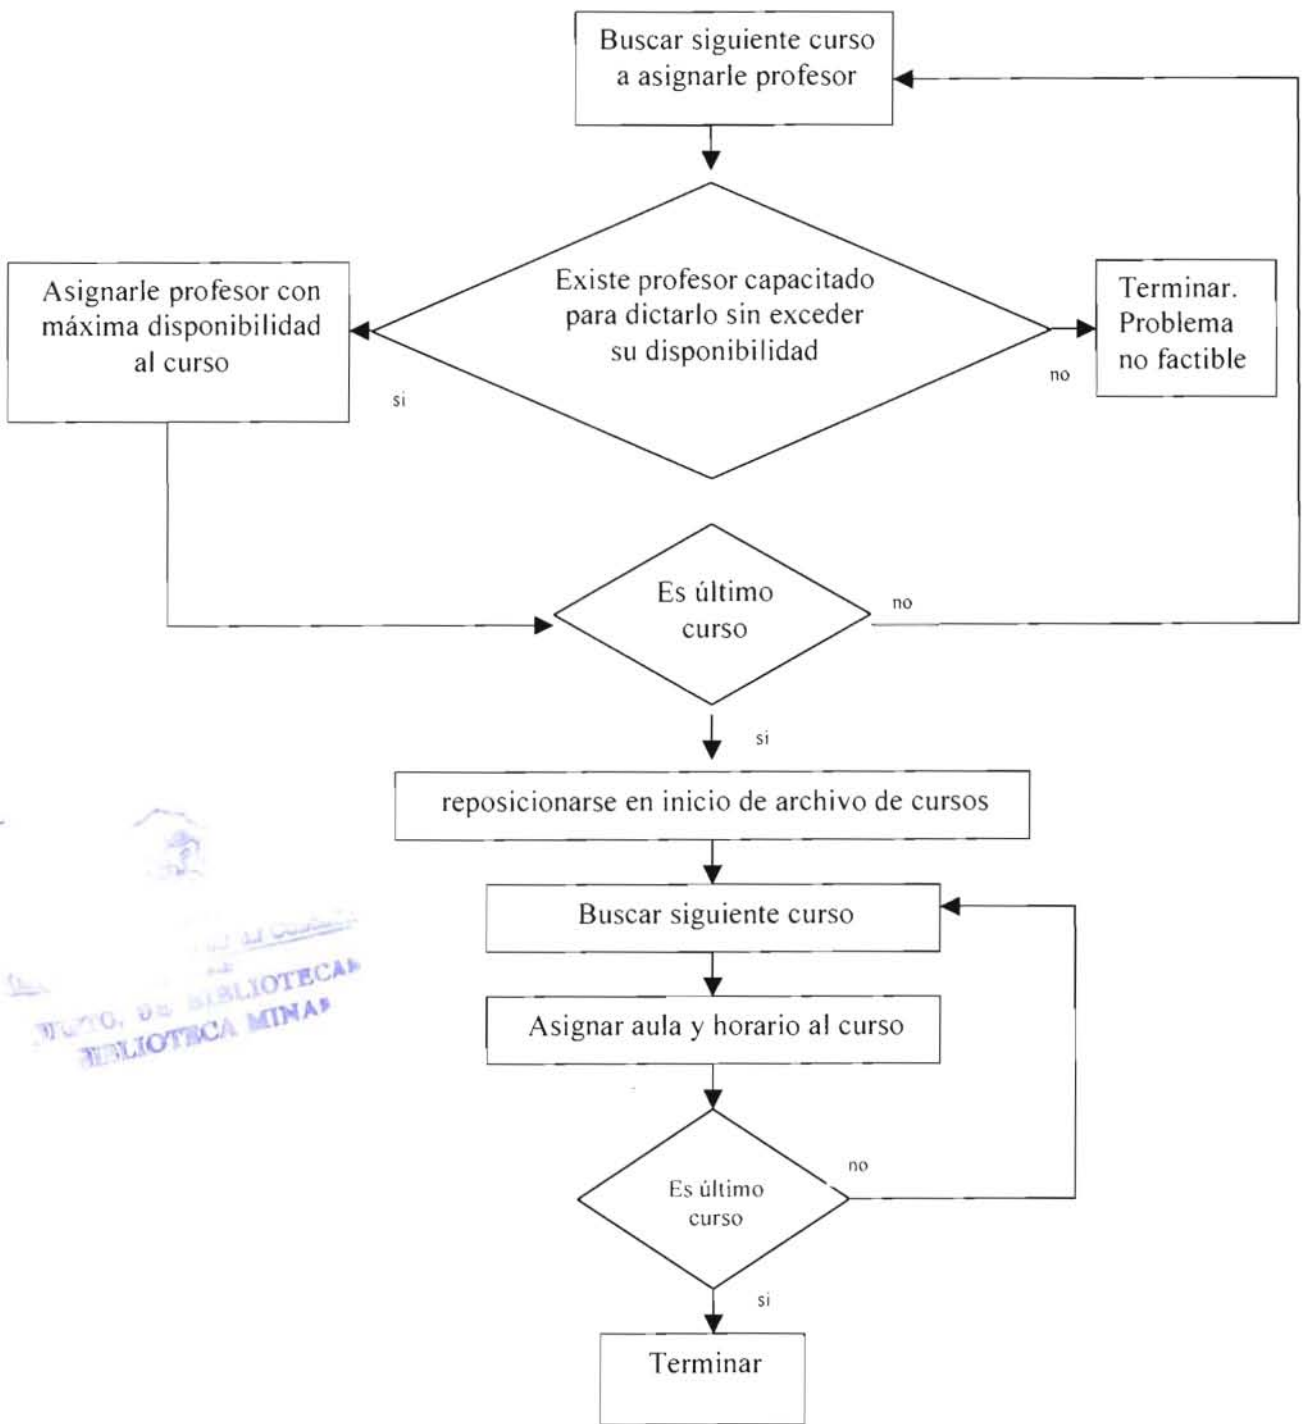 Buscar siguiente curso
a asignarle profesor
Existe profesor capacitado
para dictarlo sin exceder
su disponibilidad
Asignarle profesor con
máxima disponibilidad
al curso
si
Terminar.
Problema
no factible
no
Es último
curso
no
si
reposicionarse en inicio de archivo de cursos
Buscar siguiente curso
Asignar aula y horario al curso
Es último
curso
no
si
Terminar
DE BIBLIOTECAS
BIBLIOTECA MINAS